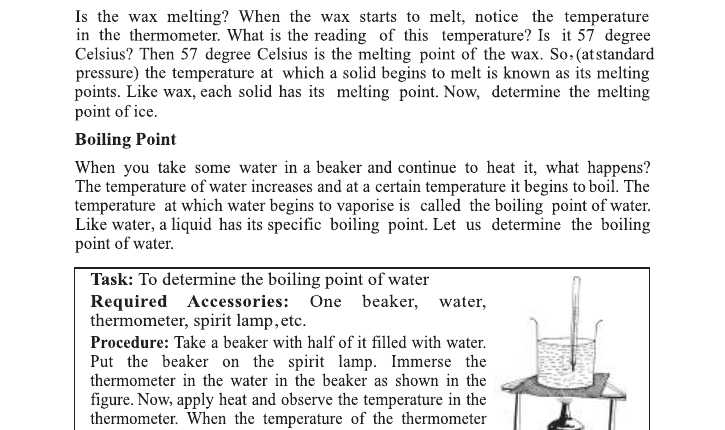 Is the wax melting? When the wax starts to melt, notice the temperature
in the thermometer. What is the reading of this temperature? Is it 57 degree
Celsius? Then 57 degree Celsius is the melting point of the wax. So, (at standard
pressure) the temperature at which a solid begins to melt is known as its melting
points. Like wax, each solid has its melting point. Now, determine the melting
point of ice.
Boiling Point
When you take some water in a beaker and continue to heat it, what happens?
The temperature of water increases and at a certain temperature it begins to boil. The
temperature at which water begins to vaporise is called the boiling point of water.
Like water, a liquid has its specific boiling point. Let us determine the boiling
point of water.
Task: To determine the boiling point of water
Required Accessories: One beaker, water,
thermometer, spirit lamp, etc.
Procedure: Take a beaker with half of it filled with water.
Put the beaker on the spirit lamp. Immerse the
thermometer in the water in the beaker as shown in the
figure. Now, apply heat and observe the temperature in the
thermometer. When the temperature of the thermometer